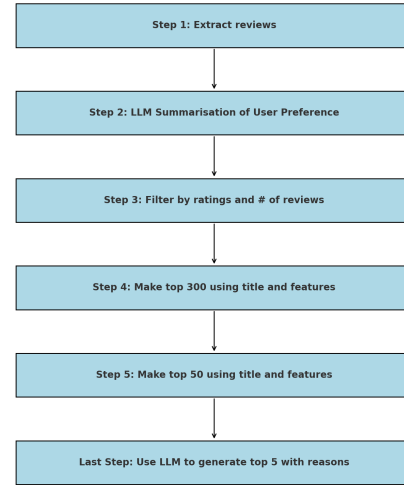 Step 1: Extract reviews
Step 2: LLM Summarisation of User Preference
Step 3: Filter by ratings and # of reviews
Step 4: Make top 300 using title and features
Step 5: Make top 50 using title and features
Last Step: Use LLM to generate top 5 with reasons